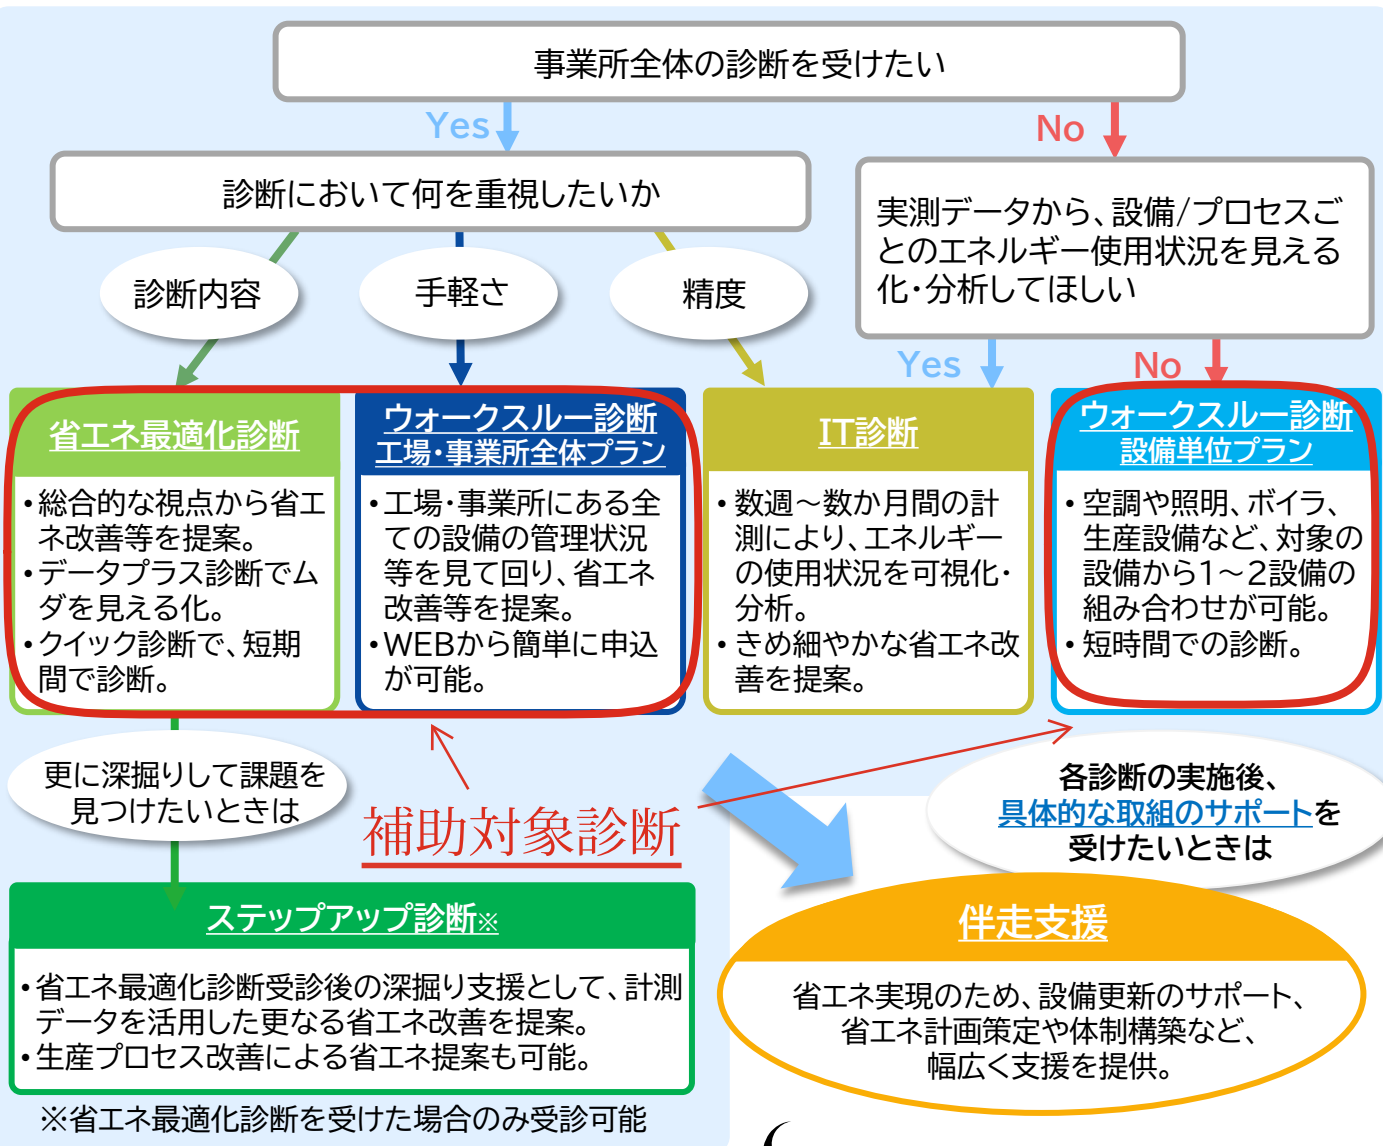 事業所全体の診断を受けたい
Yes
No
診断において何を重視したいか
実測データから、設備/プロセスご
とのエネルギー使用状況を見える
化・分析してほしい
診断内容
手軽さ
精度
Yes
No
省エネ最適化診断
・総合的な視点から省エ
ネ改善等を提案。
・データプラス診断でム
ダを見える化。
・クイック診断で、短期
間で診断。
ウォークスルー診断
工場・事業所全体プラン
・工場・事業所にある全
ての設備の管理状況
等を見て回り、省エネ
改善等を提案。
・WEBから簡単に申込
が可能。
IT診断
・数週～数か月間の計
測により、エネルギー
の使用状況を可視化・
分析。
・きめ細やかな省エネ改
善を提案。
ウォークスルー診断
設備単位プラン
・空調や照明、ボイラ、
生産設備など、対象の
設備から1～2設備の
組み合わせが可能。
・短時間での診断。
更に深掘りして課題を
見つけたいときは
補助対象診断
各診断の実施後、
具体的な取組のサポートを
受けたいときは
ステップアップ診断※
・省エネ最適化診断受診後の深掘り支援として、計測
データを活用した更なる省エネ改善を提案。
・生産プロセス改善による省エネ提案も可能。
※省エネ最適化診断を受けた場合のみ受診可能
伴走支援
省エネ実現のため、設備更新のサポート、
省エネ計画策定や体制構築など、
幅広く支援を提供。